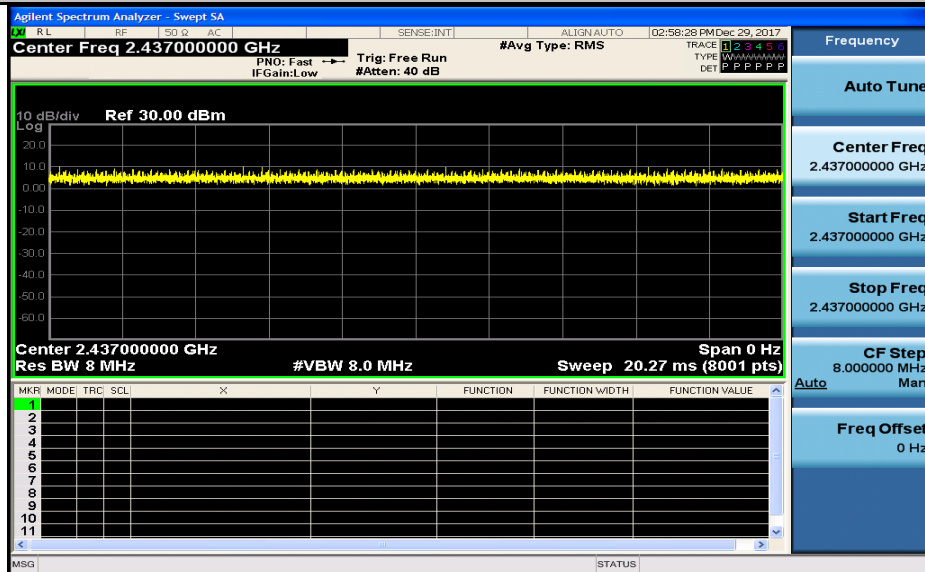 Agilent Spectrum Analyzer - Swept SA
LXI RL RF 50 Ω AC SENSE:INT ALIGN AUTO 02:58:28 PM Dec 29, 2017
Center Freq 2.437000000 GHz #Avg Type: RMS TRACE 1 2 3 4 5 6
PNO: Fast Trig: Free Run TYPE WWWWWW
IFGain:Low #Atten: 40 dB DET P P P P P P
10 dB/div Ref 30.00 dBm
Log
20.0
10.0
0.00
-10.0
-20.0
-30.0
-40.0
-50.0
-60.0
Center 2.437000000 GHz Span 0 Hz
Res BW 8 MHz #VBW 8.0 MHz Sweep 20.27 ms (8001 pts)
MKR MODE TRC SCL X Y FUNCTION FUNCTION WIDTH FUNCTION VALUE
1
2
3
4
5
6
7
8
9
10
11
MSG STATUS
Frequency
Auto Tune
Center Freq
2.437000000 GHz
Start Freq
2.437000000 GHz
Stop Freq
2.437000000 GHz
CF Step
8.000000 MHz
Auto Man
Freq Offset
0 Hz